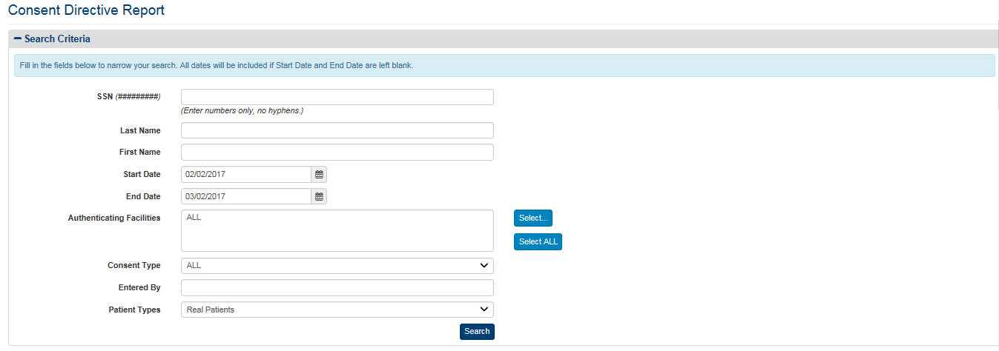 Consent Directive Report
Search Criteria
Fill in the fields below to narrow your search. All dates will be included if Start Date and End Date are left blank.
SSN (#########)
(Enter numbers only, no hyphens.)
Last Name
First Name
Start Date 02/02/2017
End Date 03/02/2017
Authenticating Facilities ALL Select...
Select ALL
Consent Type ALL
Entered By
Patient Types Real Patients
Search